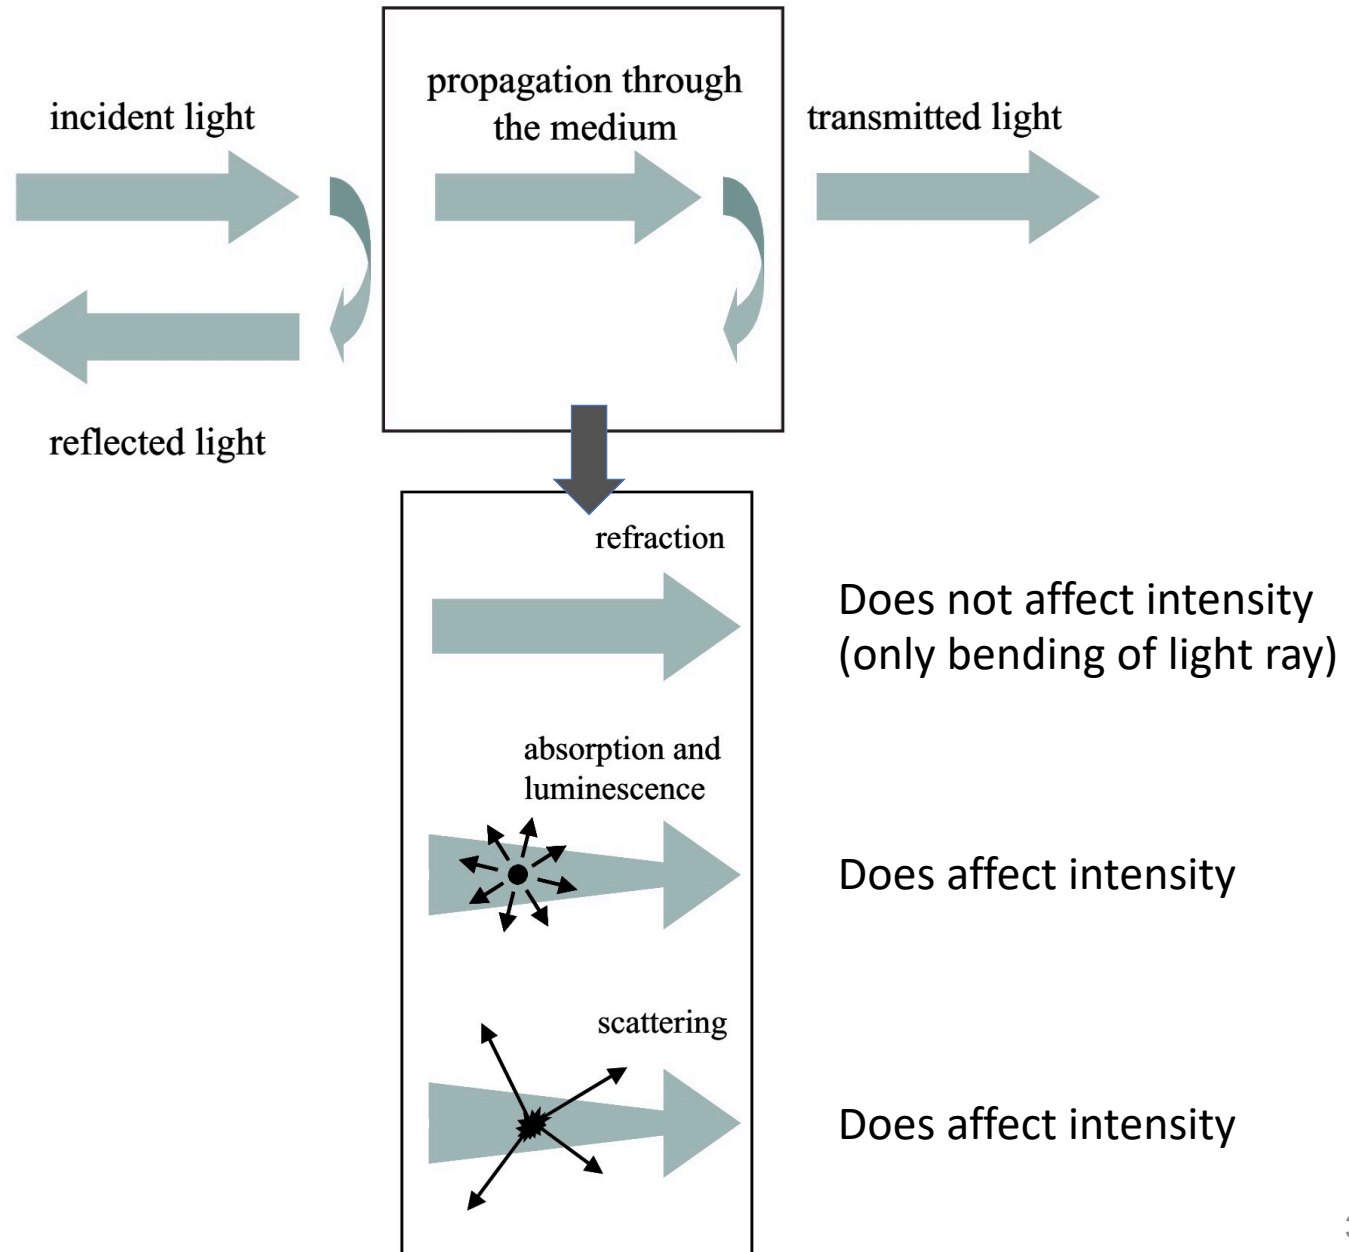 propagation through
the medium
incident light
transmitted light
reflected light
refraction
Does not affect intensity
(only bending of light ray)
absorption and
luminescence
Does affect intensity
scattering
Does affect intensity